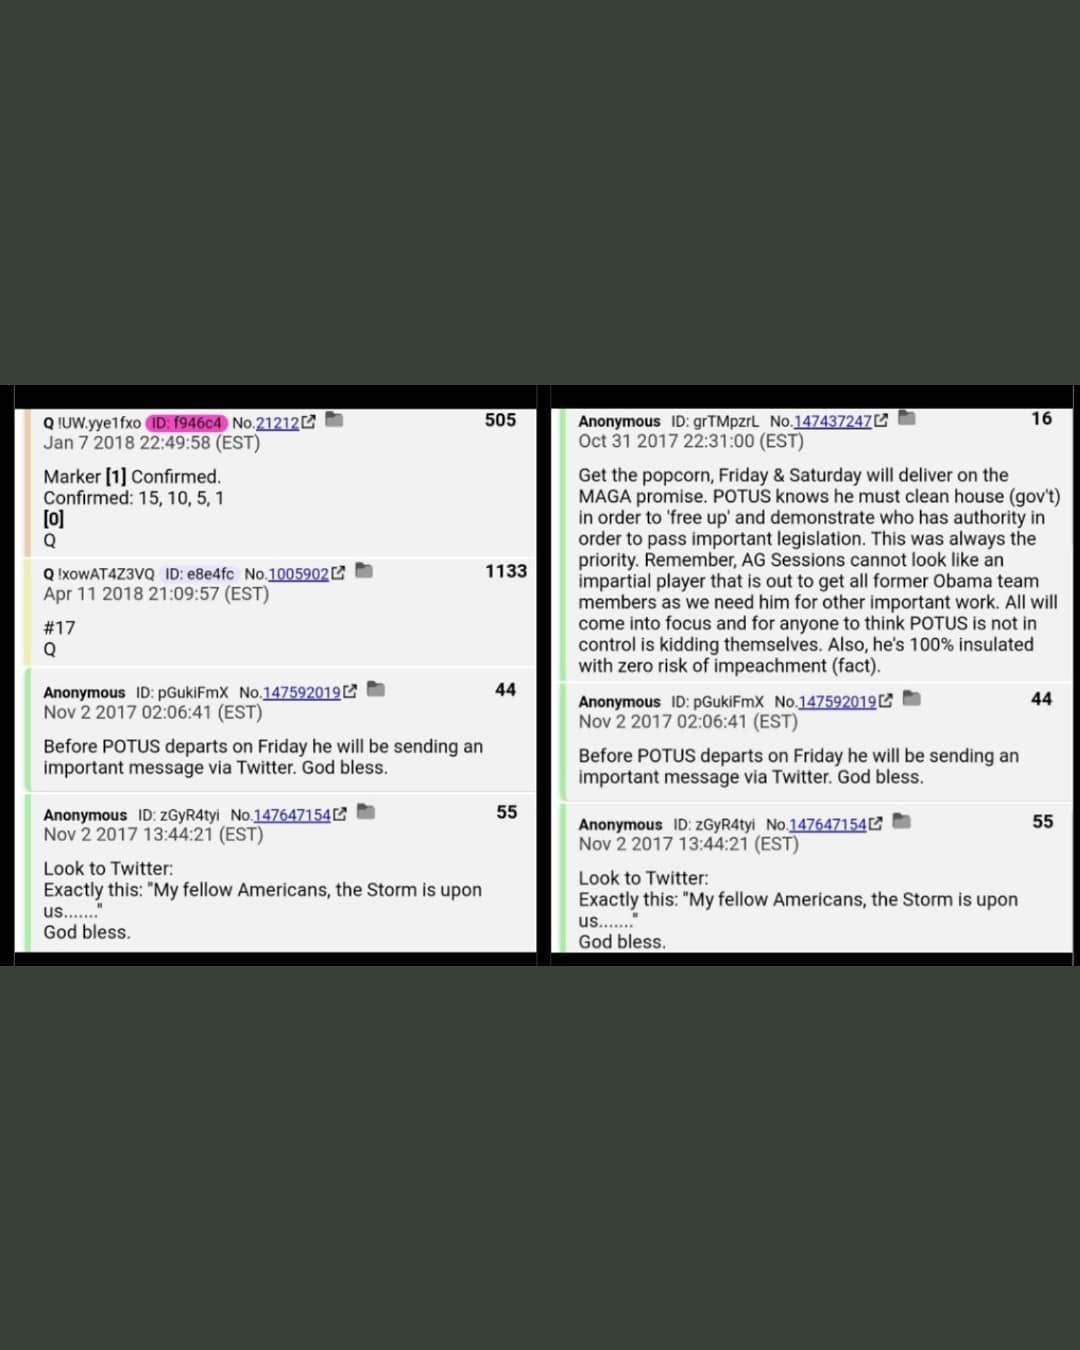 Q !UW.yye1fxo ID: f946c4 No.21212 505
Jan 7 2018 22:49:58 (EST)
Marker [1] Confirmed.
Confirmed: 15, 10, 5, 1
[0]
Q
Q !xowAT4Z3VQ ID: e8e4fc No.1005902 1133
Apr 11 2018 21:09:57 (EST)
#17
Q
Anonymous ID: pGukiFmX No.147592019 44
Nov 2 2017 02:06:41 (EST)
Before POTUS departs on Friday he will be sending an
important message via Twitter. God bless.
Anonymous ID: zGyR4tyi No.147647154 55
Nov 2 2017 13:44:21 (EST)
Look to Twitter:
Exactly this: "My fellow Americans, the Storm is upon
us......."
God bless.
Anonymous ID: grTMpzrL No.147437247 16
Oct 31 2017 22:31:00 (EST)
Get the popcorn, Friday & Saturday will deliver on the
MAGA promise. POTUS knows he must clean house (gov't)
in order to 'free up' and demonstrate who has authority in
order to pass important legislation. This was always the
priority. Remember, AG Sessions cannot look like an
impartial player that is out to get all former Obama team
members as we need him for other important work. All will
come into focus and for anyone to think POTUS is not in
control is kidding themselves. Also, he's 100% insulated
with zero risk of impeachment (fact).
Anonymous ID: pGukiFmX No.147592019 44
Nov 2 2017 02:06:41 (EST)
Before POTUS departs on Friday he will be sending an
important message via Twitter. God bless.
Anonymous ID: zGyR4tyi No.147647154 55
Nov 2 2017 13:44:21 (EST)
Look to Twitter:
Exactly this: "My fellow Americans, the Storm is upon
us......."
God bless.